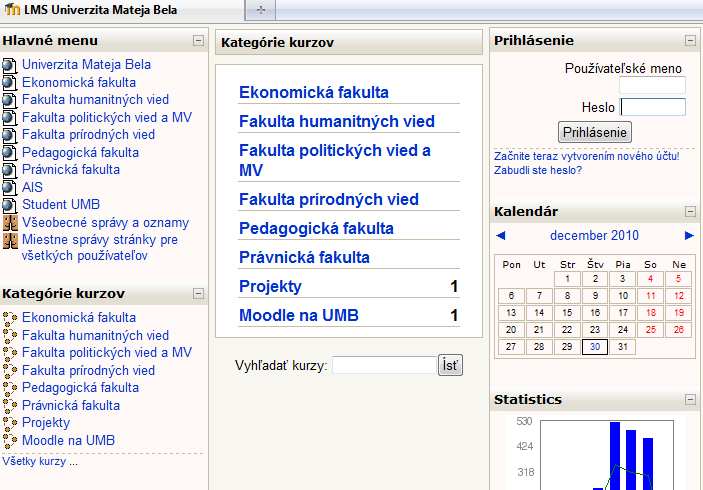 LMS Univerzita Mateja Bela
Hlavné menu
Univerzita Mateja Bela
Ekonomická fakulta
Fakulta humanitných vied
Fakulta politických vied a MV
Fakulta prírodných vied
Pedagogická fakulta
Právnická fakulta
AIS
Student UMB
Všeobecné správy a oznamy
Miestne správy stránky pre
všetkých používateľov
Kategórie kurzov
Ekonomická fakulta
Fakulta humanitných vied
Fakulta politických vied a MV
Fakulta prírodných vied
Pedagogická fakulta
Právnická fakulta
Projekty
Moodle na UMB
Všetky kurzy ...
Kategórie kurzov
Ekonomická fakulta
Fakulta humanitných vied
Fakulta politických vied a
MV
Fakulta prírodných vied
Pedagogická fakulta
Právnická fakulta
Projekty 1
Moodle na UMB 1
Vyhľadať kurzy: Ísť
Prihlásenie
Používateľské meno
Heslo
Prihlásenie
Začnite teraz vytvorením nového účtu!
Zabudli ste heslo?
Kalendár
december 2010
Pon Ut Str Štv Pia So Ne
1 2 3 4 5
6 7 8 9 10 11 12
13 14 15 16 17 18 19
20 21 22 23 24 25 26
27 28 29 30 31
Statistics
530
424
318